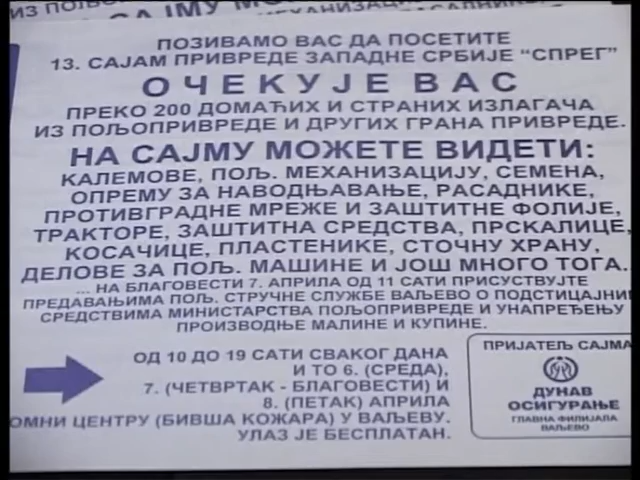 ПОЗИВАМО ВАС ДА ПОСЕТИТЕ
13. САЈАМ ПРИВРЕДЕ ЗАПАДНЕ СРБИЈЕ “СПРЕГ”
ОЧЕКУЈЕ ВАС
ПРЕКО 200 ДОМАЋИХ И СТРАНИХ ИЗЛАГАЧА
ИЗ ПОЉОПРИВРЕДЕ И ДРУГИХ ГРАНА ПРИВРЕДЕ.
НА САЈМУ МОЖЕТЕ ВИДЕТИ:
КАЛЕМОВЕ, ПОЉ. МЕХАНИЗАЦИЈУ, СЕМЕНА,
ОПРЕМУ ЗА НАВОДЊАВАЊЕ, РАСАДНИКЕ,
ПРОТИВГРАДНЕ МРЕЖЕ И ЗАШТИТНЕ ФОЛИЈЕ,
ТРАКТОРЕ, ЗАШТИТНА СРЕДСТВА, ПРСКАЛИЦЕ,
КОСАЧИЦЕ, ПЛАСТЕНИКЕ, СТОЧНУ ХРАНУ,
ДЕЛОВЕ ЗА ПОЉ. МАШИНЕ И ЈОШ МНОГО ТОГА.
... НА БЛАГОВЕСТИ 7. АПРИЛА ОД 11 САТИ ПРИСУСТВУЈТЕ
ПРЕДАВАЊИМА ПОЉ. СТРУЧНЕ СЛУЖБЕ ВАЉЕВО О ПОДСТИЦАЈНИ
СРЕДСТВИМА МИНИСТАРСТВА ПОЉОПРИВРЕДЕ И УНАПРЕЂЕЊУ
ПРОИЗВОДЊЕ МАЛИНЕ И КУПИНЕ.
ОД 10 ДО 19 САТИ СВАКОГ ДАНА
И ТО 6. (СРЕДА),
7. (ЧЕТВРТАК - БЛАГОВЕСТИ) И
8. (ПЕТАК) АПРИЛА
ОМНИ ЦЕНТРУ (БИВША КОЖАРА) У ВАЉЕВУ.
УЛАЗ ЈЕ БЕСПЛАТАН.
ПРИЈАТЕЉ САЈМА
ДУНАВ
ОСИГУРАЊЕ
ГЛАВНА ФИЛИЈАЛА
ВАЉЕВО